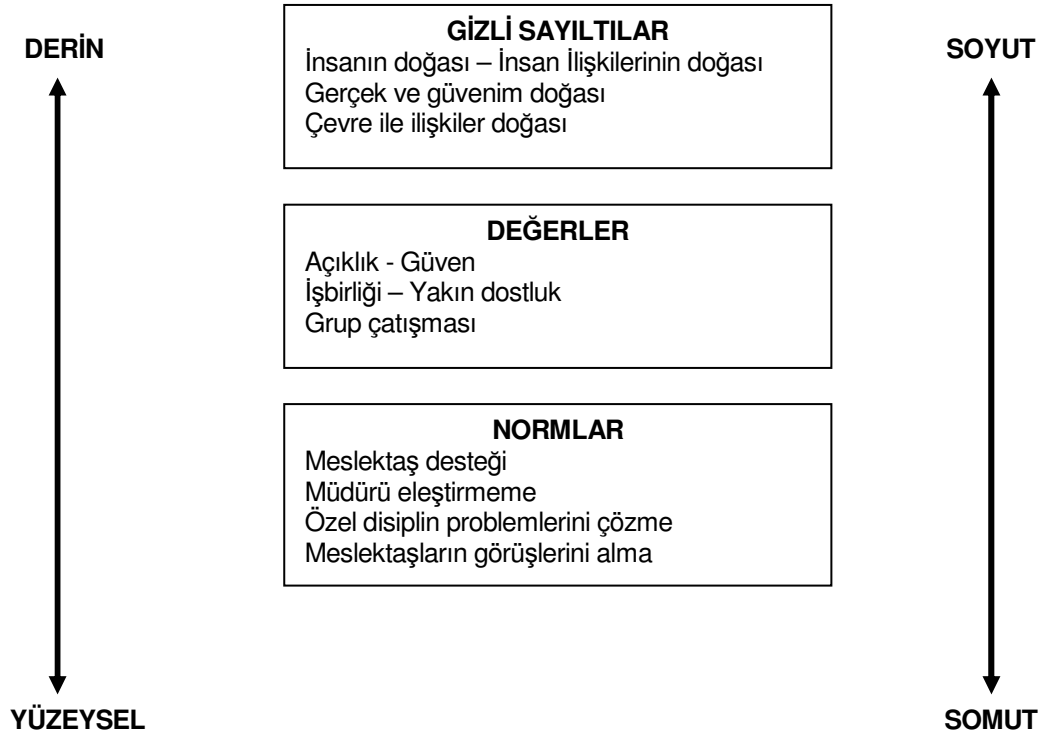 DERİN
GİZLİ SAYILTILAR
SOYUT
İnsanın doğası – İnsan İlişkilerinin doğası
Gerçek ve güvenim doğası
Çevre ile ilişkiler doğası
DEĞERLER
Açıklık - Güven
İşbirliği – Yakın dostluk
Grup çatışması
NORMLAR
Meslektaş desteği
Müdürü eleştirmeme
Özel disiplin problemlerini çözme
Meslektaşların görüşlerini alma
YÜZEYSEL
SOMUT